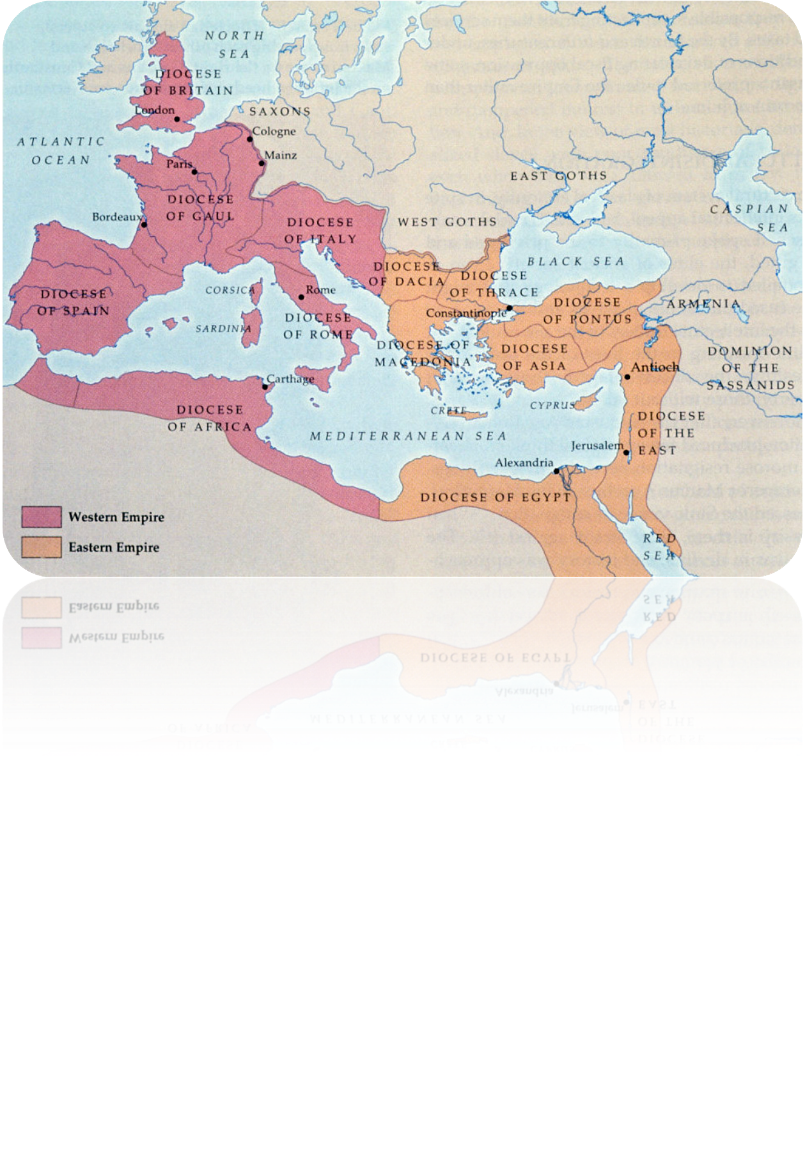 NORTH
SEA
DIOCESE
OF BRITAIN
London
SAXONS
Cologne
ATLANTIC
OCEAN
Paris
Mainz
EAST GOTHS
DIOCESE
OF GAUL
Bordeaux
DIOCESE
OF ITALY
WEST GOTHS
CASPIAN
SEA
BLACK SEA
DIOCESE
OF DACIA
DIOCESE
OF THRACE
CORSICA
Rome
DIOCESE
OF SPAIN
DIOCESE
OF PONTUS
ARMENIA
Constantinople
SARDINIA
DIOCESE
OF ROME
DIOCESE OF
MACEDONIA
DIOCESE
OF ASIA
DOMINION
OF THE
SASSANIDS
Antioch
Carthage
DIOCESE
OF AFRICA
CRETE
CYPRUS
DIOCESE
OF THE
EAST
MEDITERRANEAN SEA
Jerusalem
Alexandria
DIOCESE OF EGYPT
Western Empire
Eastern Empire
RED
SEA